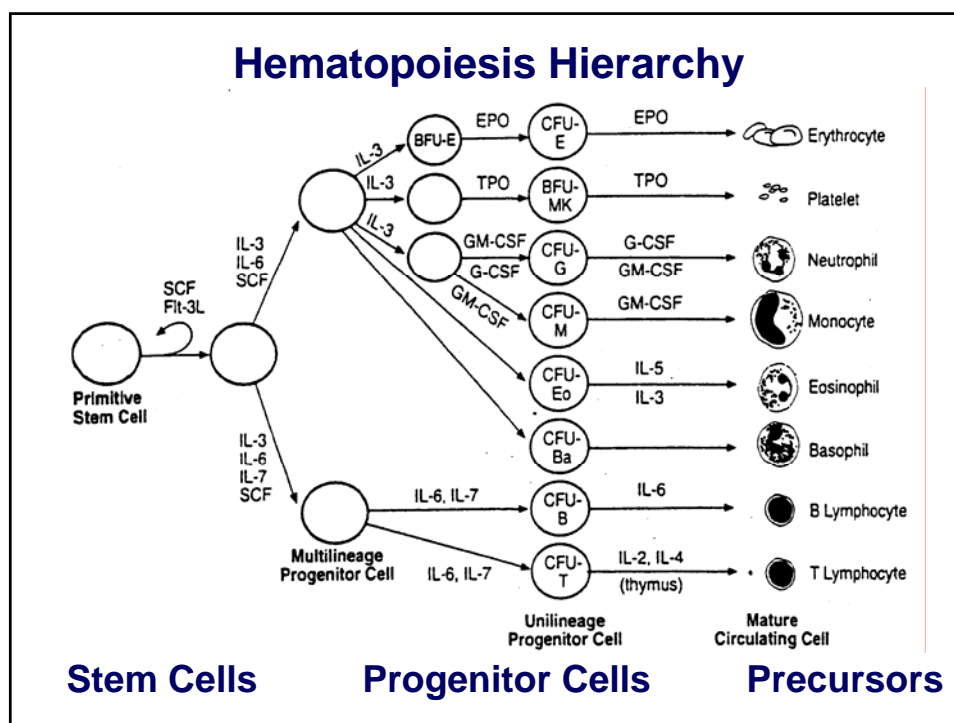 Hematopoiesis Hierarchy
IL-3
BFU-E
EPO
CFU-
E
EPO
Erythrocyte
IL-3
TPO
BFU-
MK
TPO
Platelet
IL-3
GM-CSF
G-CSF
CFU-
G
G-CSF
GM-CSF
Neutrophil
GM-CSF
CFU-
M
GM-CSF
Monocyte
IL-3
IL-6
SCF
SCF
Flt-3L
Primitive
Stem Cell
CFU-
Eo
IL-5
IL-3
Eosinophil
CFU-
Ba
Basophil
IL-3
IL-6
IL-7
SCF
Multilineage
Progenitor Cell
IL-6, IL-7
CFU-
B
IL-6
B Lymphocyte
IL-6, IL-7
CFU-
T
IL-2, IL-4
(thymus)
T Lymphocyte
Unilineage
Progenitor Cell
Mature
Circulating Cell
Stem Cells
Progenitor Cells
Precursors